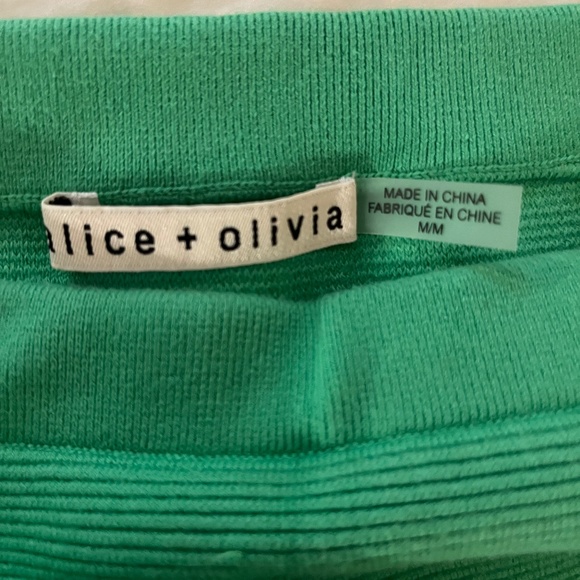 alice + olivia
MADE IN CHINA
FABRIQUÉ EN CHINE
M/M